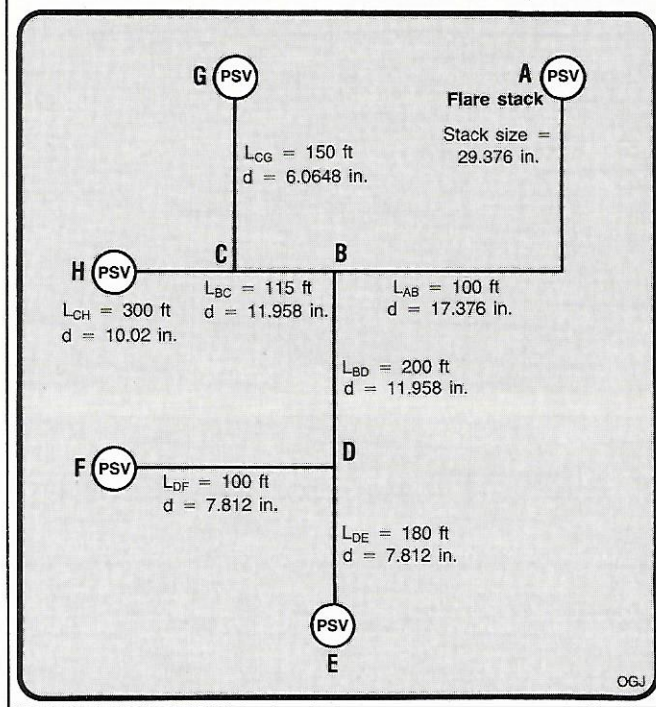 G PSV
A PSV
Flare stack
Stack size =
29.376 in.
L_CG = 150 ft
d = 6.0648 in.
C
B
H PSV
L_BC = 115 ft
d = 11.958 in.
L_AB = 100 ft
d = 17.376 in.
L_CH = 300 ft
d = 10.02 in.
L_BD = 200 ft
d = 11.958 in.
D
F PSV
L_DF = 100 ft
d = 7.812 in.
L_DE = 180 ft
d = 7.812 in.
PSV
E
OGJ